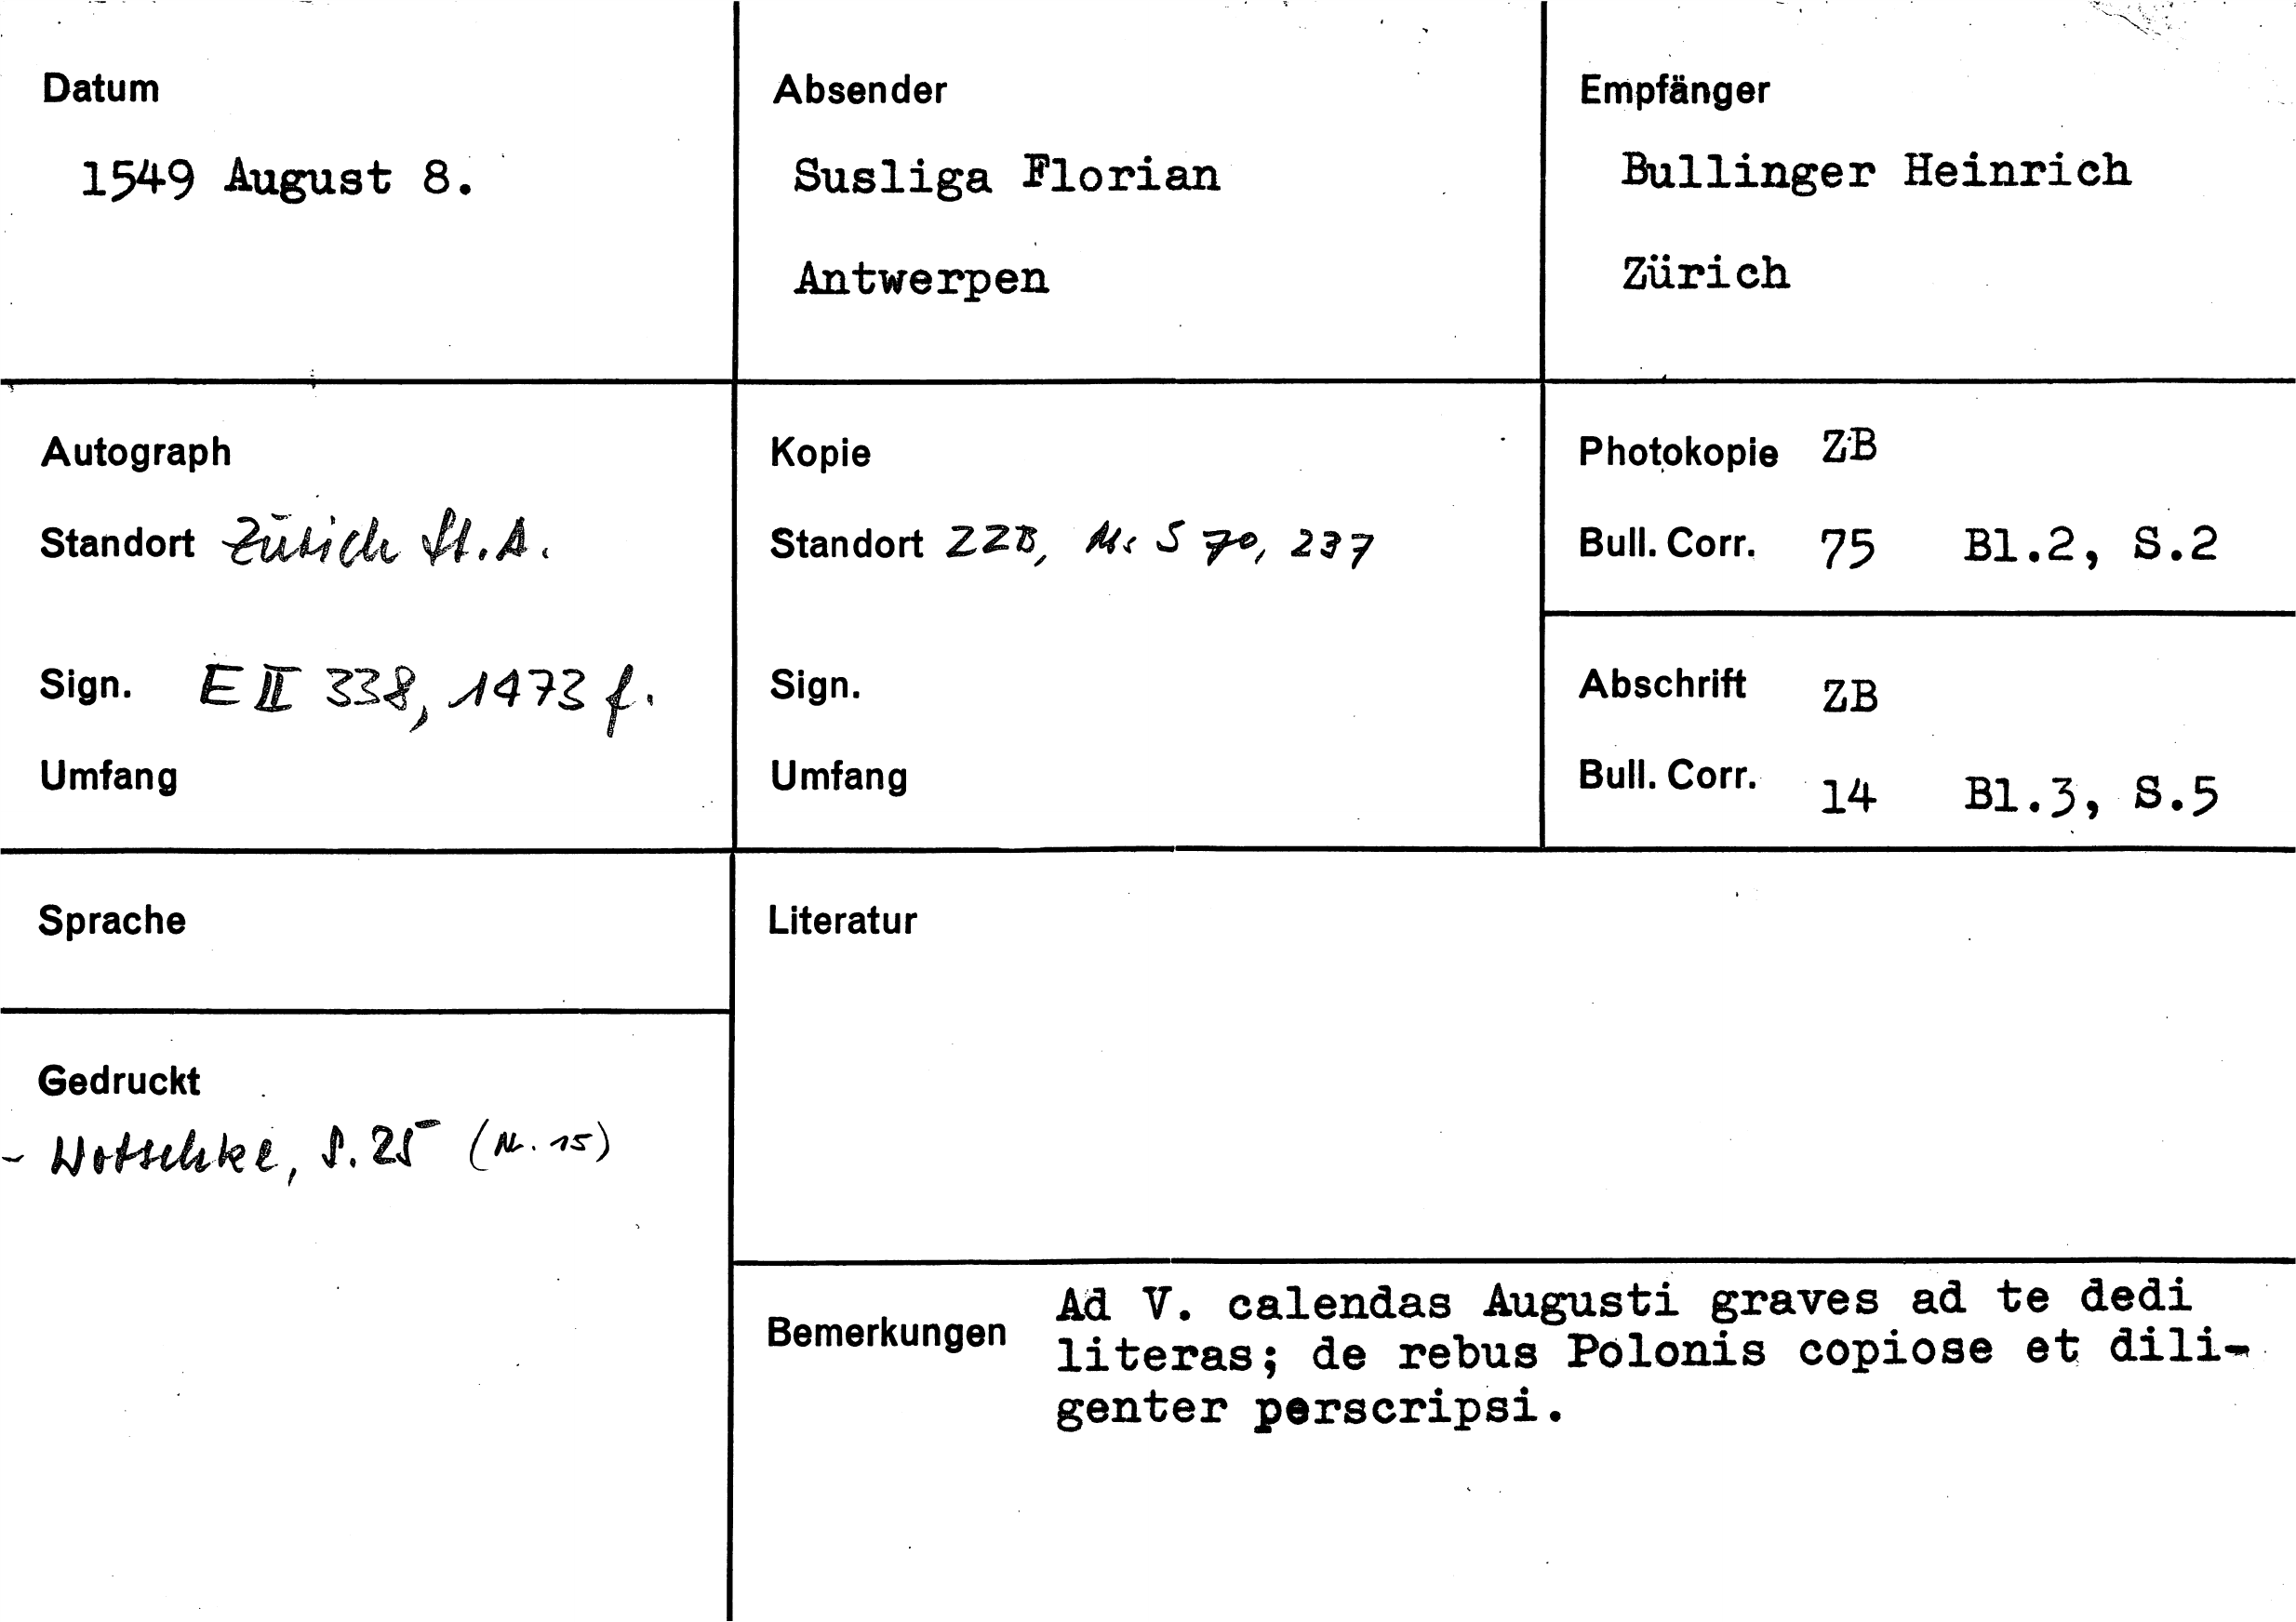 Datum
1549 August 8.
Absender
Susliga Florian
Antwerpen
Empfänger
Bullinger Heinrich
Zürich
Autograph
Standort Zürich St.A.
Sign. E II 338, 1473 f.
Umfang
Kopie
Standort ZZB, Ms S 70, 237
Sign.
Umfang
Photokopie ZB
Bull. Corr. 75 Bl.2, S.2
Abschrift ZB
Bull. Corr. 14 Bl.3, S.5
Sprache
Gedruckt
- Wotschke, S. 25 (Nr. 15)
Literatur
Bemerkungen
Ad V. calendas Augusti graves ad te dedi
literas; de rebus Polonis copiose et dili-
genter perscripsi.